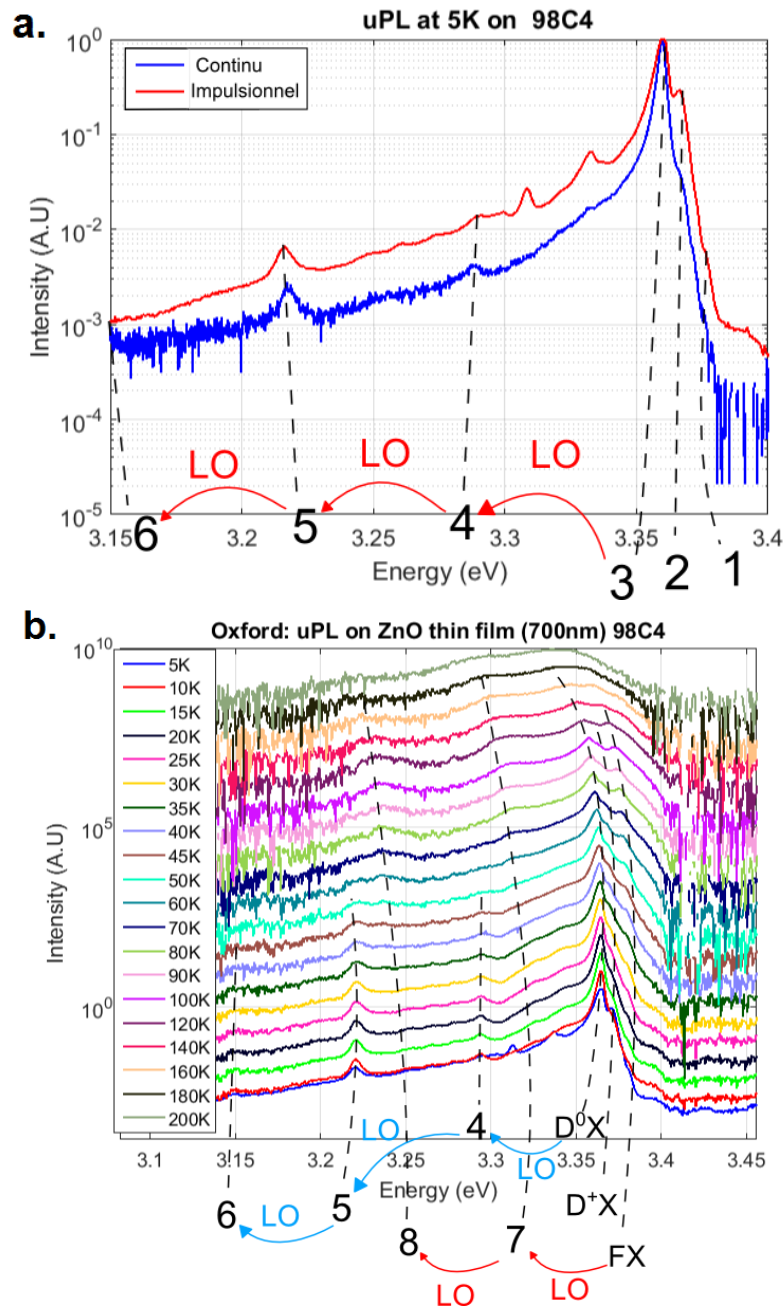 a.
uPL at 5K on 98C4
Continu
Impulsionnel
Intensity (A.U)
10^0
10^-1
10^-2
10^-3
10^-4
10^-5
LO
LO
LO
6
5
4
3
2
1
3.15
3.2
3.25
3.3
3.35
3.4
Energy (eV)
b.
Oxford: uPL on ZnO thin film (700nm) 98C4
10^10
10^5
10^0
Intensity (A.U)
5K
10K
15K
20K
25K
30K
35K
40K
45K
50K
60K
70K
80K
90K
100K
120K
140K
160K
180K
200K
LO
4
LO
D^0X
3.1
3.15
3.2
3.25
3.3
3.35
3.4
3.45
Energy (eV)
D^+X
6
LO
5
8
LO
7
LO
FX